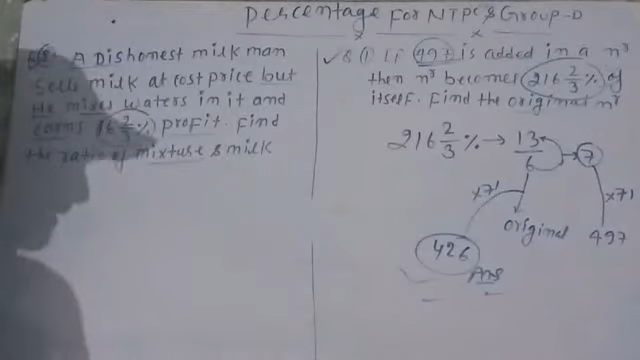 Percentage For NTPC & Group-D
A Dishonest milk man
Sells milk at cost price but
He mixes waters in it and
earns 16 2/3 % profit. Find
the ratio of mixture & milk
497 is added in a nº
then nº becomes 216 2/3 % of
itself. Find the original nº
216 2/3 % → 13/6 → 7
×71
×71
original
497
426
Ans